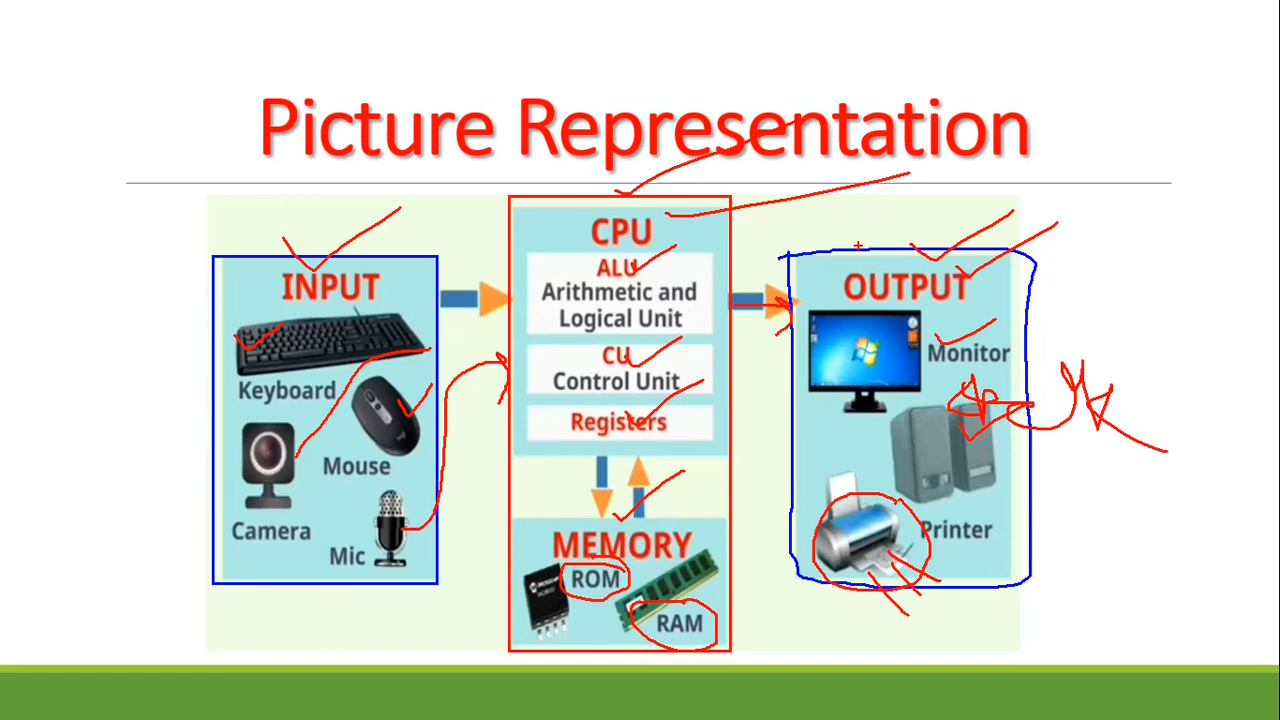 Picture Representation
INPUT
Keyboard
Mouse
Camera
Mic
CPU
ALU
Arithmetic and
Logical Unit
CU
Control Unit
Registers
MEMORY
ROM
RAM
OUTPUT
Monitor
Printer